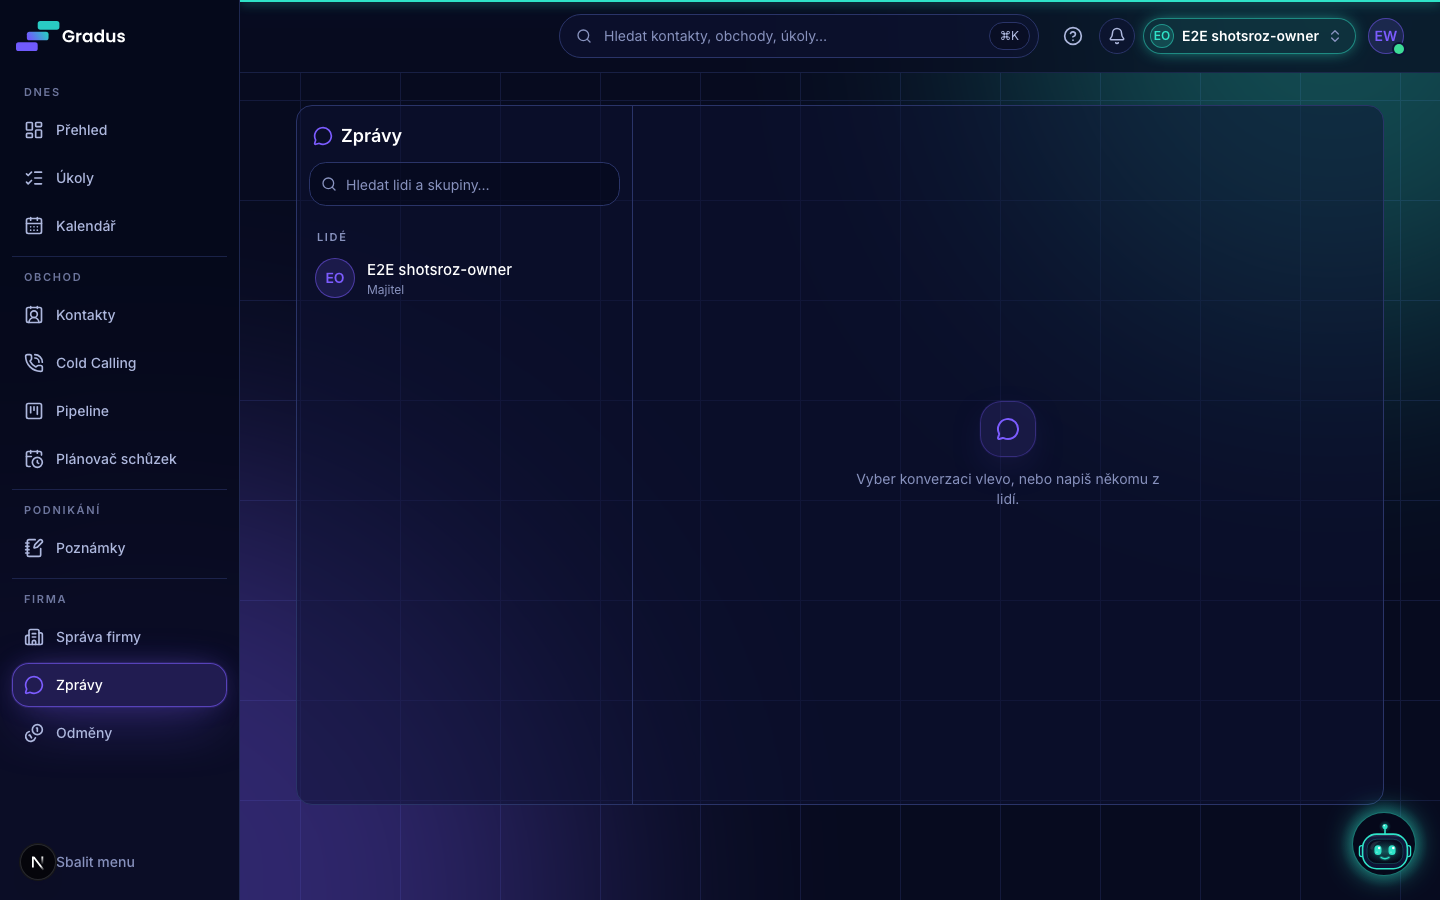 Gradus
Hledat kontakty, obchody, úkoly...
⌘K
EO
E2E shotsroz-owner
EW
DNES
Přehled
Úkoly
Kalendář
OBCHOD
Kontakty
Cold Calling
Pipeline
Plánovač schůzek
PODNIKÁNÍ
Poznámky
FIRMA
Správa firmy
Zprávy
Odměny
N
Sbalit menu
Zprávy
Hledat lidi a skupiny...
LIDÉ
EO
E2E shotsroz-owner
Majitel
Vyber konverzaci vlevo, nebo napiš někomu z
lidí.